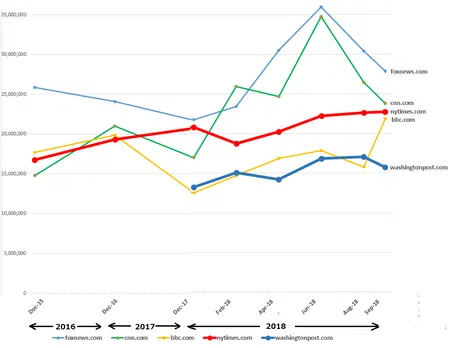 35,000,000
30,000,000
25,000,000
20,000,000
15,000,000
10,000,000
5,000,000
0
foxnews.com
cnn.com
nytimes.com
bbc.com
washingtonpost.com
Dec-15
Dec-16
Dec-17
Feb-18
Apr-18
Jun-18
Aug-18
Sep-18
2016
2017
2018
foxnews.com cnn.com bbc.com nytimes.com washingtonpost.com